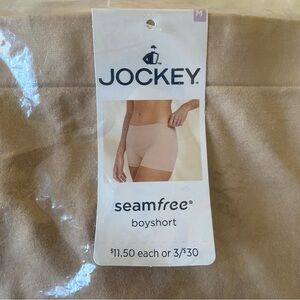 M
JOCKEY
seamfree®
boyshort
$11.50 each or 3/$30